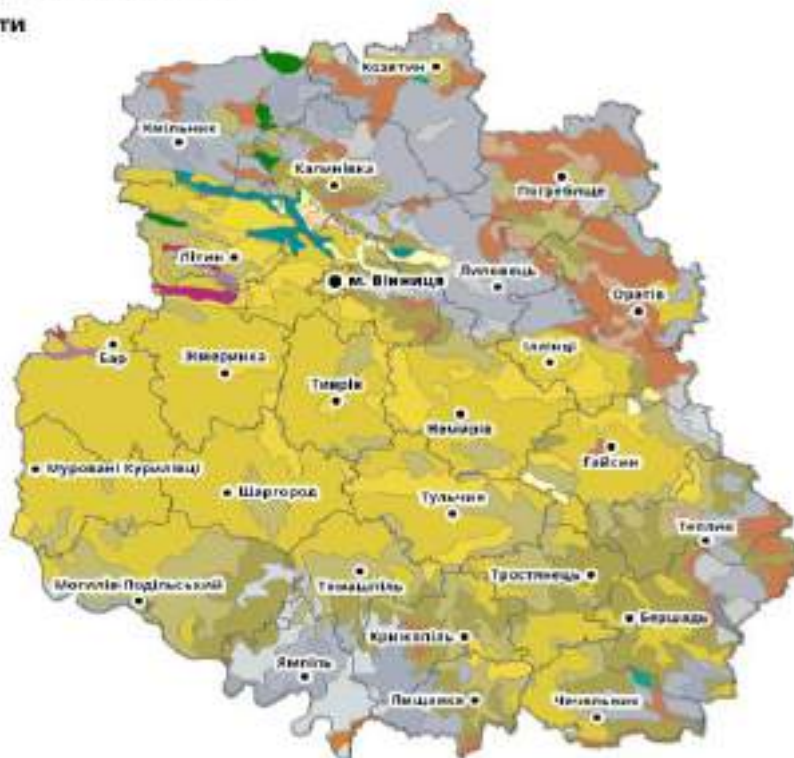 ти
Козятин
Хмільник
Калинівка
Погребище
Літин
м. Вінниця
Липовець
Оратів
Бар
Жмеринка
Іллінці
Тиврів
Немирів
Гайсин
Муровані Курилівці
Шаргород
Тульчин
Теплик
Могилів-Подільський
Томашпіль
Тростянець
Бершадь
Крижопіль
Ямпіль
Піщанка
Чечельник